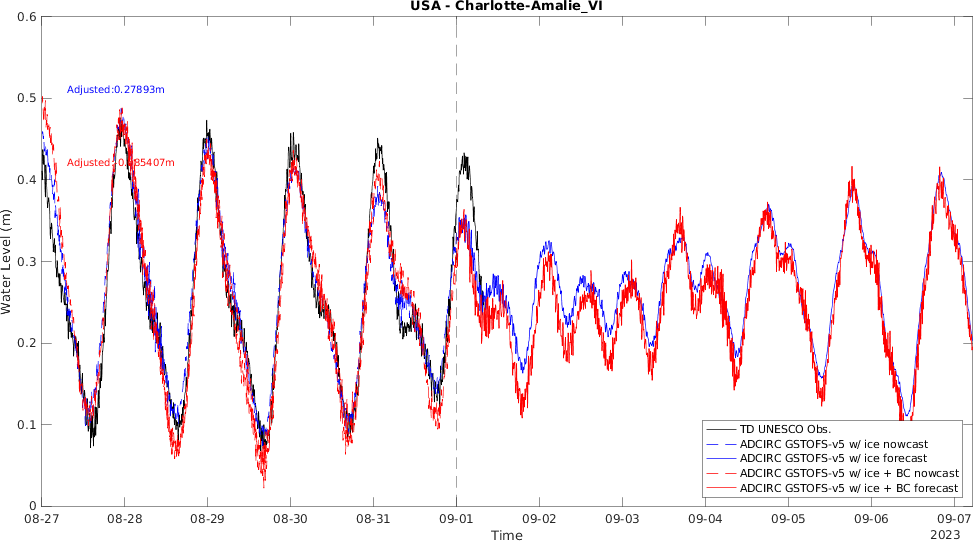 USA - Charlotte-Amalie_VI
0.6
0.5
0.4
0.3
0.2
0.1
0
Water Level (m)
Adjusted:0.27893m
TD UNESCO Obs.
ADCIRC GSTOFS-v5 w/ ice nowcast
ADCIRC GSTOFS-v5 w/ ice forecast
ADCIRC GSTOFS-v5 w/ ice + BC nowcast
ADCIRC GSTOFS-v5 w/ ice + BC forecast
08-27 08-28 08-29 08-30 08-31 09-01 09-02 09-03 09-04 09-05 09-06 09-07
Time
2023